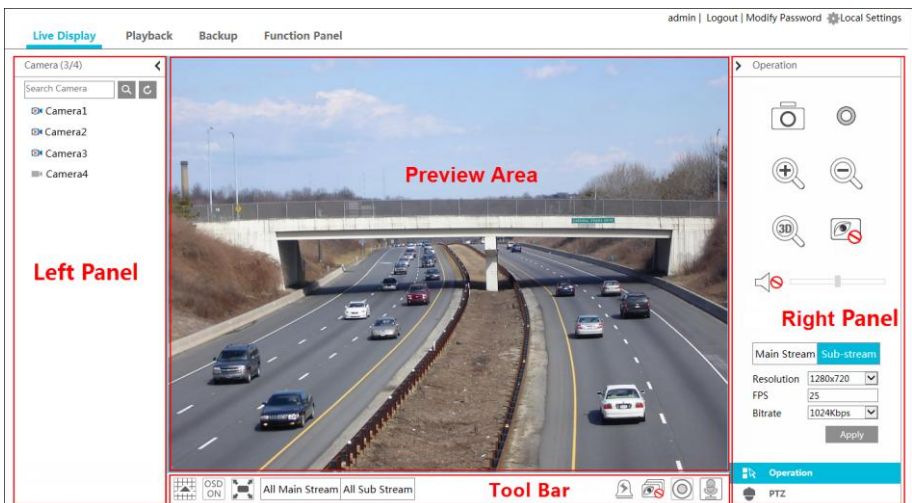 admin | Logout | Modify Password Local Settings
Live Display Playback Backup Function Panel
Camera (3/4)
Search Camera
Camera1
Camera2
Camera3
Camera4
Left Panel
Preview Area
Operation
3D
Right Panel
Main Stream Sub-stream
Resolution 1280x720
FPS 25
Bitrate 1024Kbps
Apply
Operation
PTZ
OSD
ON
All Main Stream All Sub Stream
Tool Bar